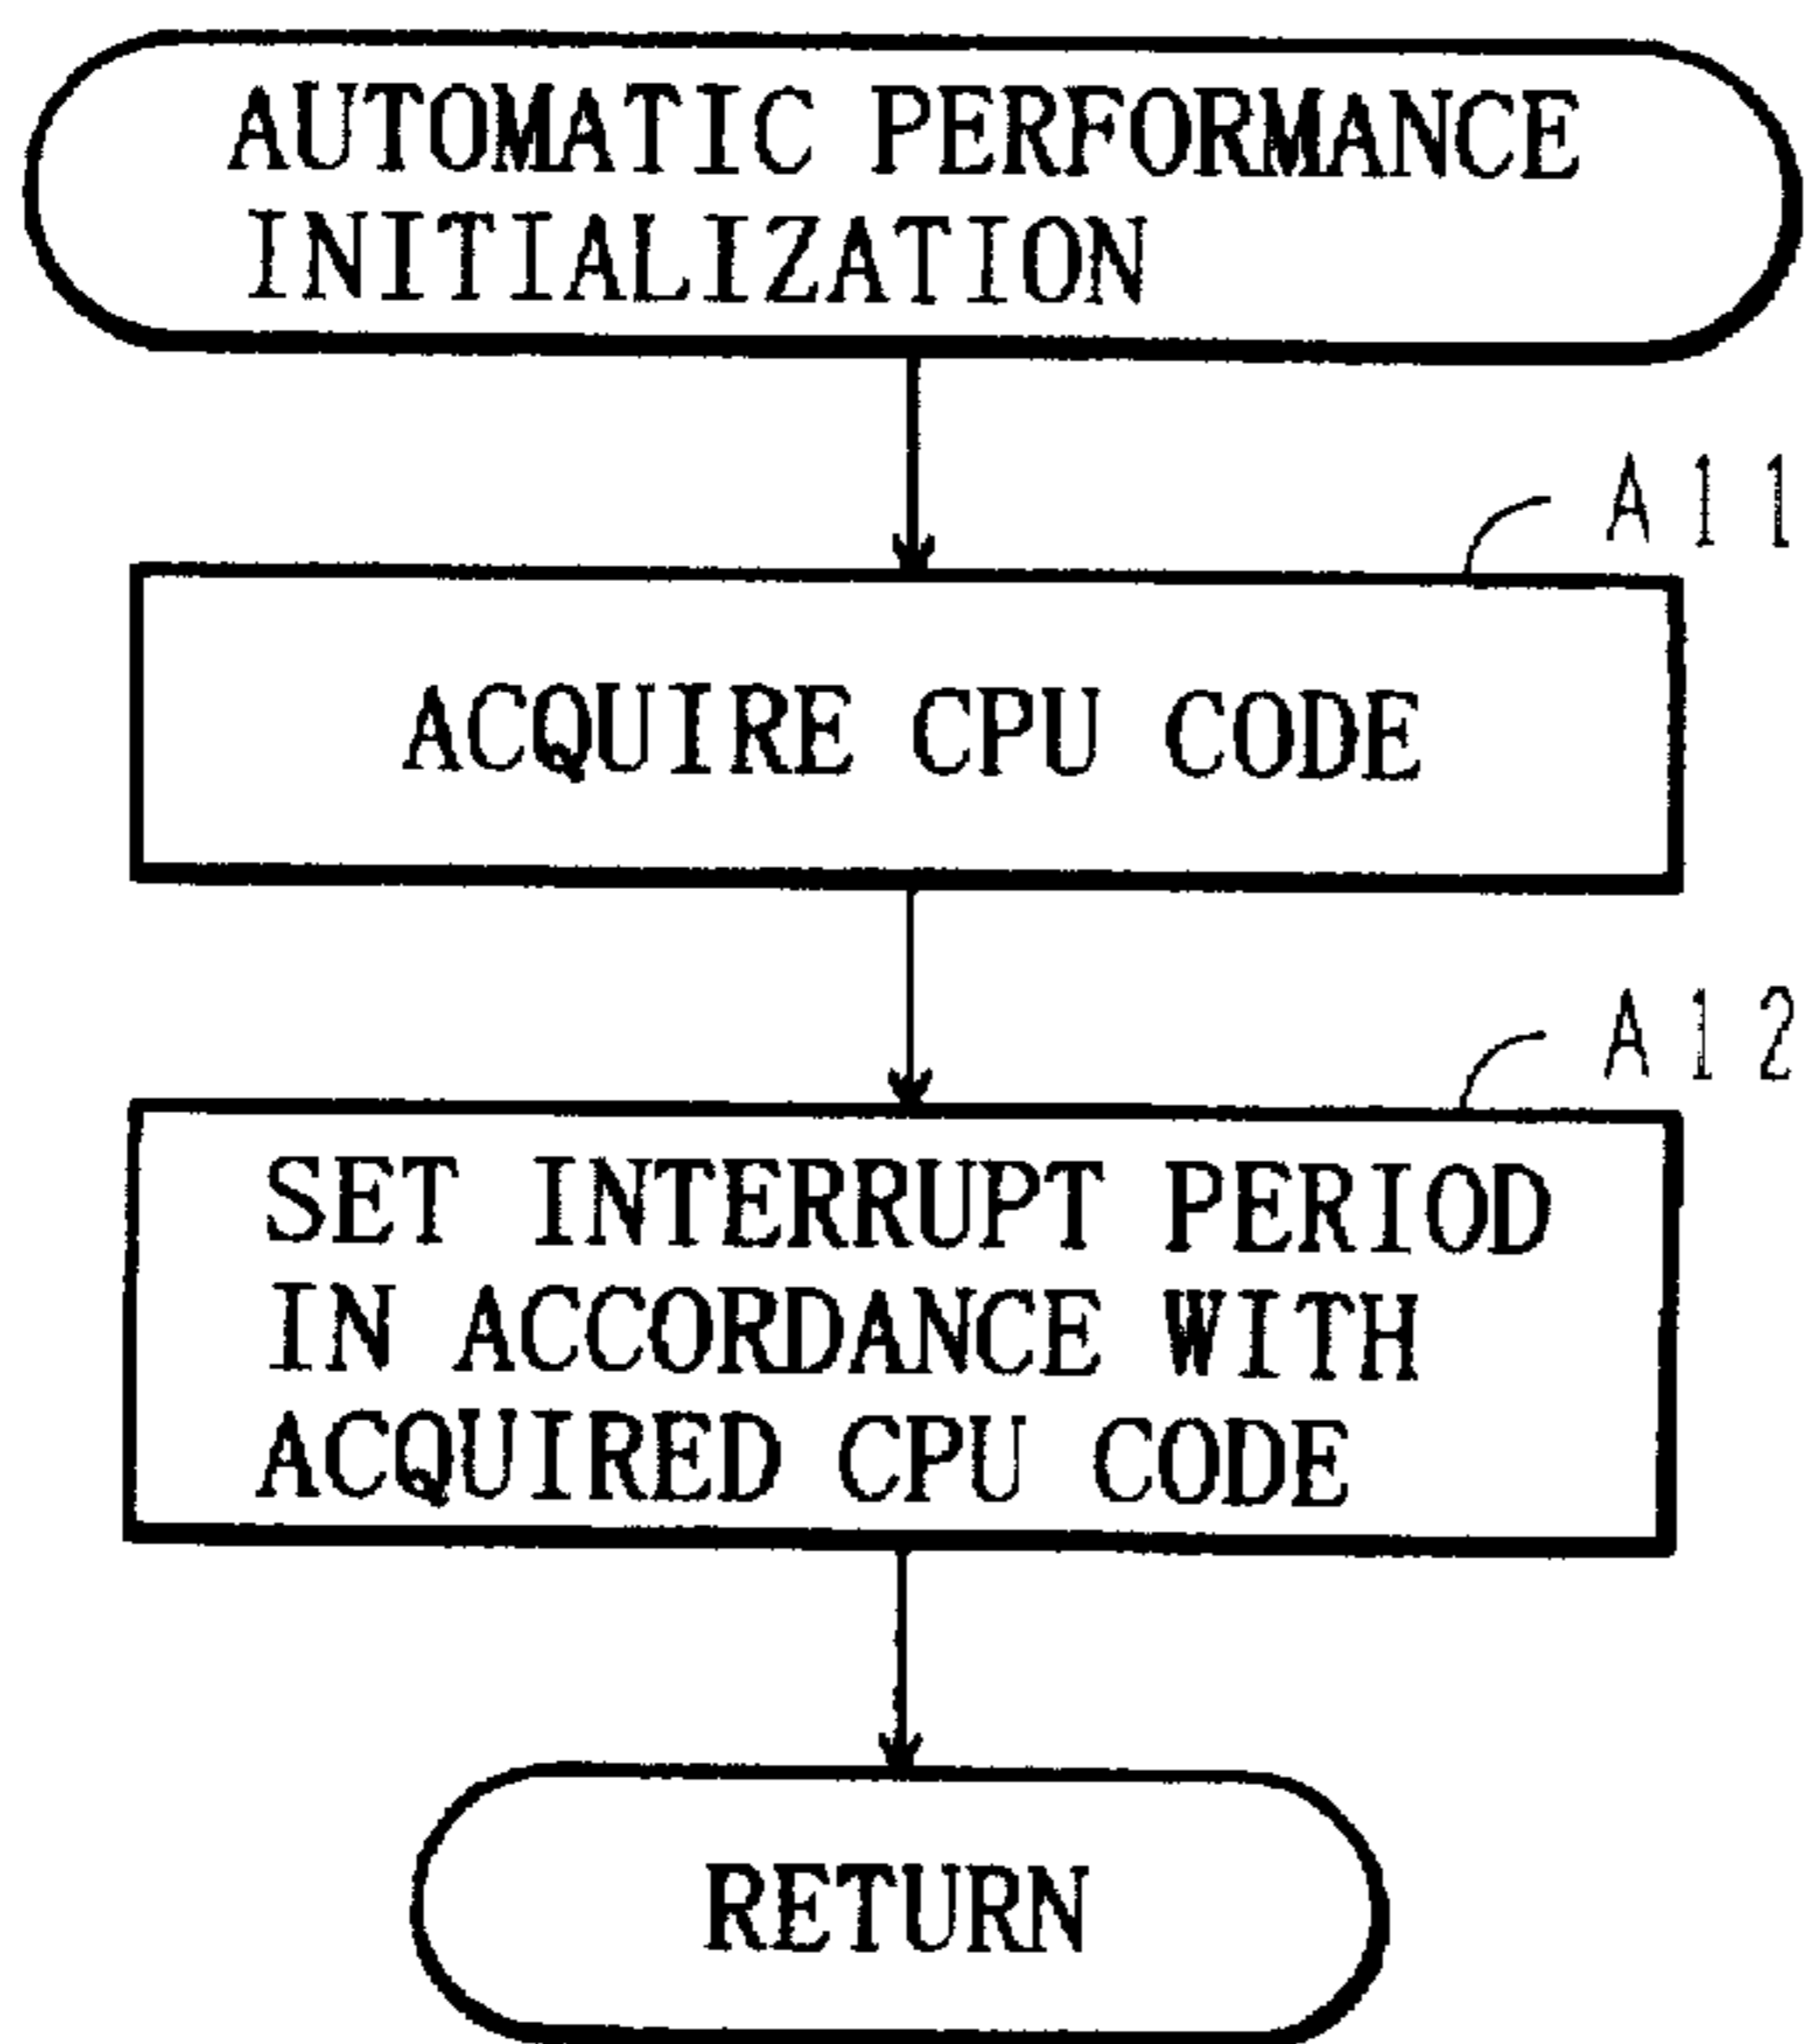 AUTOMATIC PERFORMANCE
INITIALIZATION
A11
ACQUIRE CPU CODE
A12
SET INTERRUPT PERIOD
IN ACCORDANCE WITH
ACQUIRED CPU CODE
RETURN